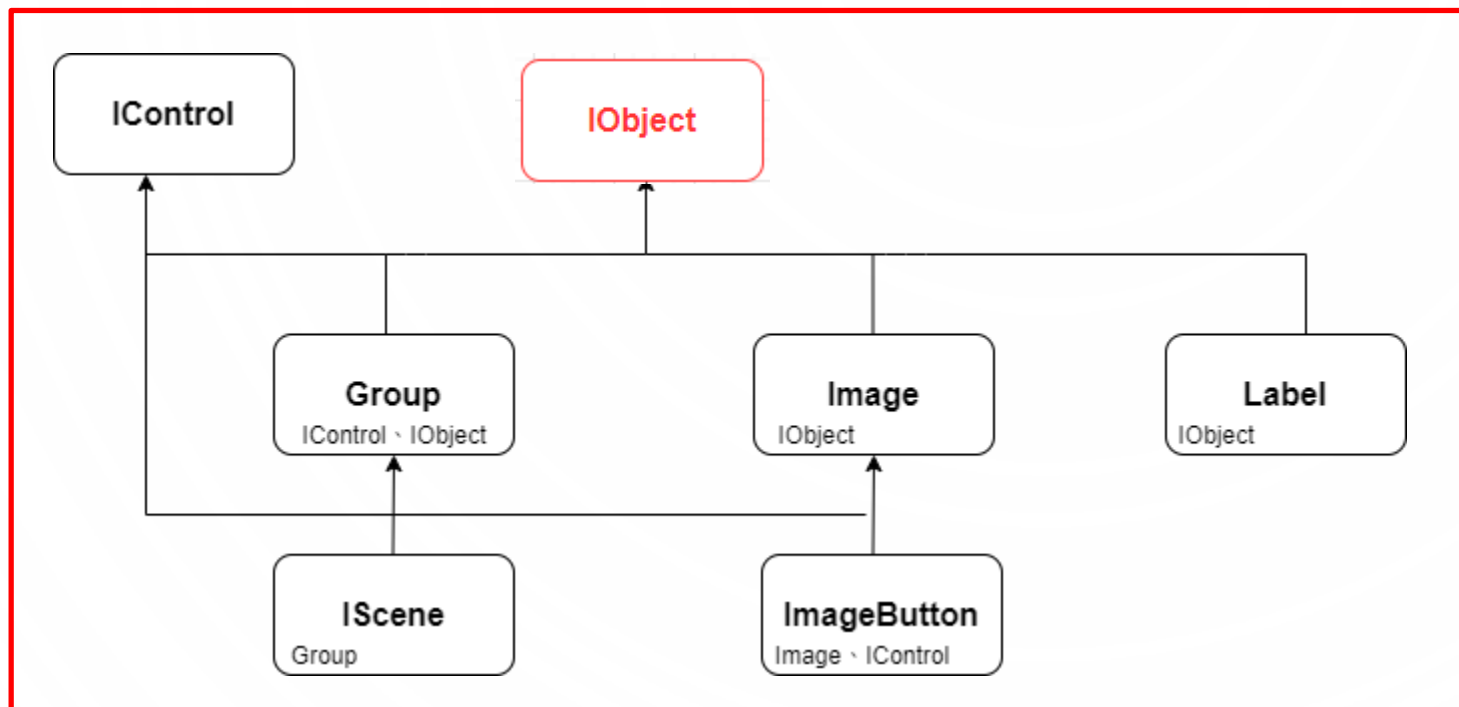 IControl
IObject
Group
IControl、IObject
Image
IObject
Label
IObject
IScene
Group
ImageButton
Image、IControl